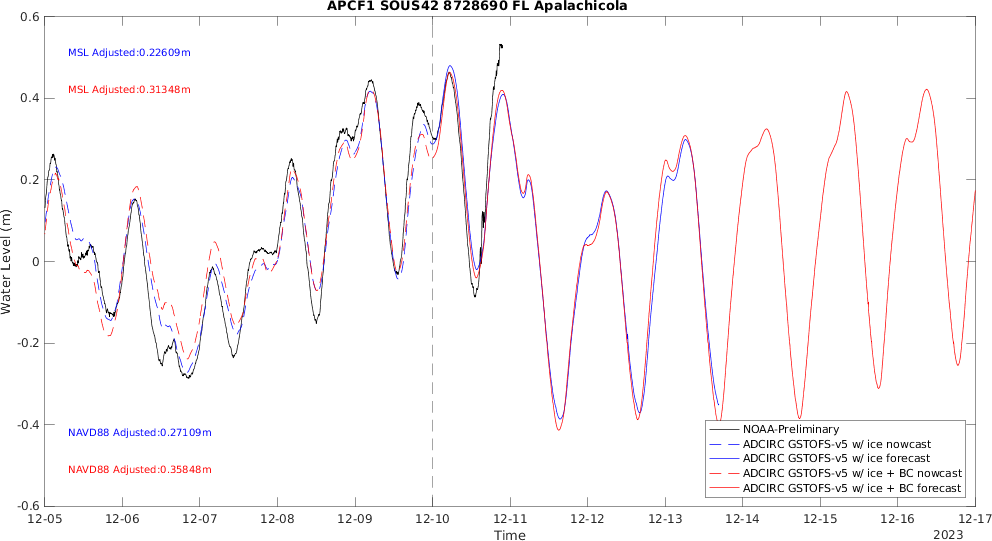 APCF1 SOUS42 8728690 FL Apalachicola
0.6
MSL Adjusted:0.22609m
0.4
MSL Adjusted:0.31348m
0.2
0
Water Level (m)
-0.2
-0.4
NAVD88 Adjusted:0.27109m
NAVD88 Adjusted:0.35848m
-0.6
NOAA-Preliminary
ADCIRC GSTOFS-v5 w/ ice nowcast
ADCIRC GSTOFS-v5 w/ ice forecast
ADCIRC GSTOFS-v5 w/ ice + BC nowcast
ADCIRC GSTOFS-v5 w/ ice + BC forecast
12-05 12-06 12-07 12-08 12-09 12-10 12-11 12-12 12-13 12-14 12-15 12-16 12-17
Time
2023